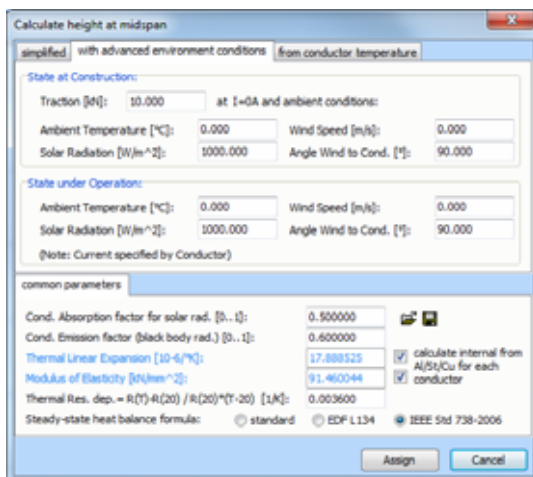 Calculate height at midspan
simplified with advanced environment conditions from conductor temperature
State at Construction:
Traction [kN]: 10.000 at I=0A and ambient conditions:
Ambient Temperature [°C]: 0.000 Wind Speed [m/s]: 0.000
Solar Radiation [W/m^2]: 1000.000 Angle Wind to Cond. [°]: 90.000
State under Operation:
Ambient Temperature [°C]: 0.000 Wind Speed [m/s]: 0.000
Solar Radiation [W/m^2]: 1000.000 Angle Wind to Cond. [°]: 90.000
(Note: Current specified by Conductor)
common parameters
Cond. Absorption factor for solar rad. [0..1]: 0.500000
Cond. Emission factor (black body rad.) [0..1]: 0.600000
Thermal Linear Expansion [10-6/°K]: 17.888525 calculate internal from
Modulus of Elasticity [kN/mm^2]: 91.460044 Al/St/Cu for each
conductor
Thermal Res. dep. = R(T)-R(20) / R(20)*(T-20) [1/K]: 0.003600
Steady-state heat balance formula: standard EDF L134 IEEE Std 738-2006
Assign Cancel